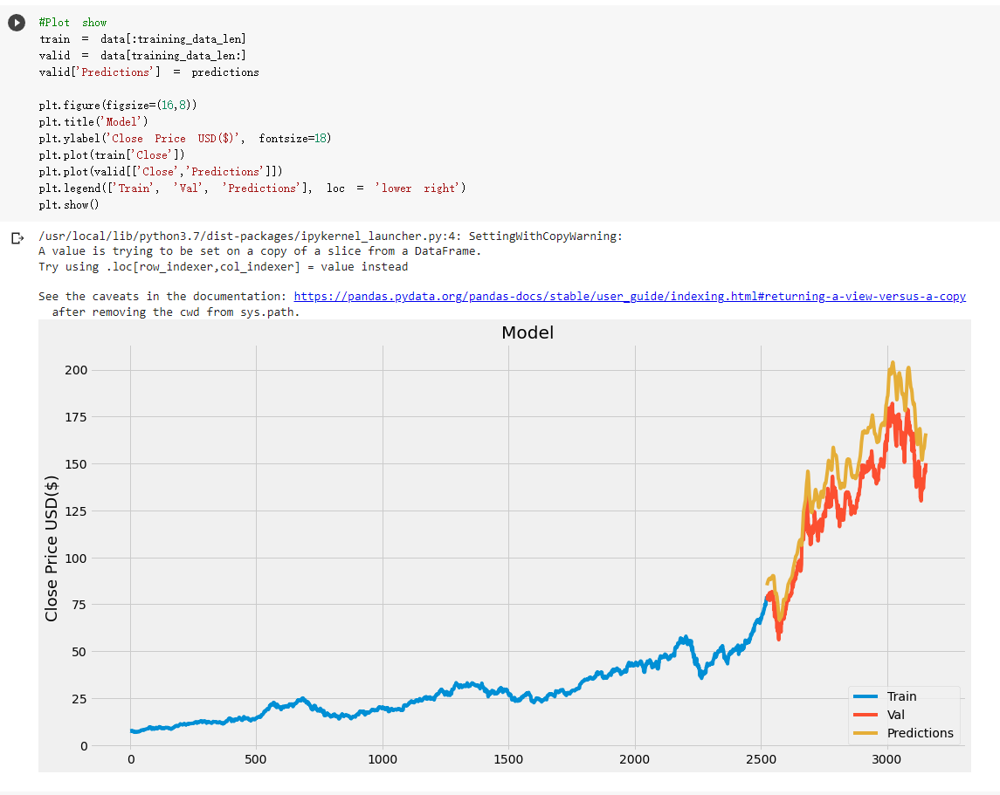 #Plot show
train = data[:training_data_len]
valid = data[training_data_len:]
valid['Predictions'] = predictions
plt.figure(figsize=(16,8))
plt.title('Model')
plt.ylabel('Close Price USD($)', fontsize=18)
plt.plot(train['Close'])
plt.plot(valid[['Close','Predictions']])
plt.legend(['Train', 'Val', 'Predictions'], loc = 'lower right')
plt.show()
/usr/local/lib/python3.7/dist-packages/ipykernel_launcher.py:4: SettingWithCopyWarning:
A value is trying to be set on a copy of a slice from a DataFrame.
Try using .loc[row_indexer,col_indexer] = value instead
See the caveats in the documentation: https://pandas.pydata.org/pandas-docs/stable/user_guide/indexing.html#returning-a-view-versus-a-copy
after removing the cwd from sys.path.
Model
Close Price USD($)
200
175
150
125
100
75
50
25
0
0 500 1000 1500 2000 2500 3000
Train
Val
Predictions